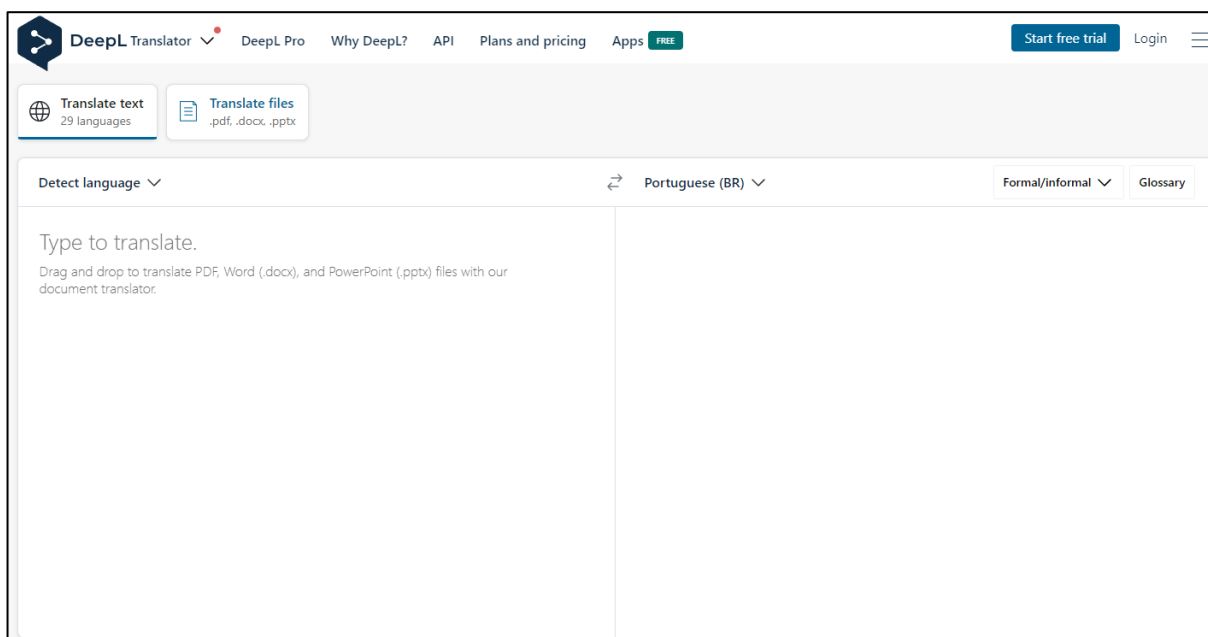 DeepL Translator DeepL Pro Why DeepL? API Plans and pricing Apps FREE Start free trial Login
Translate text
29 languages
Translate files
.pdf, .docx, .pptx
Detect language Portuguese (BR) Formal/informal Glossary
Type to translate.
Drag and drop to translate PDF, Word (.docx), and PowerPoint (.pptx) files with our
document translator.